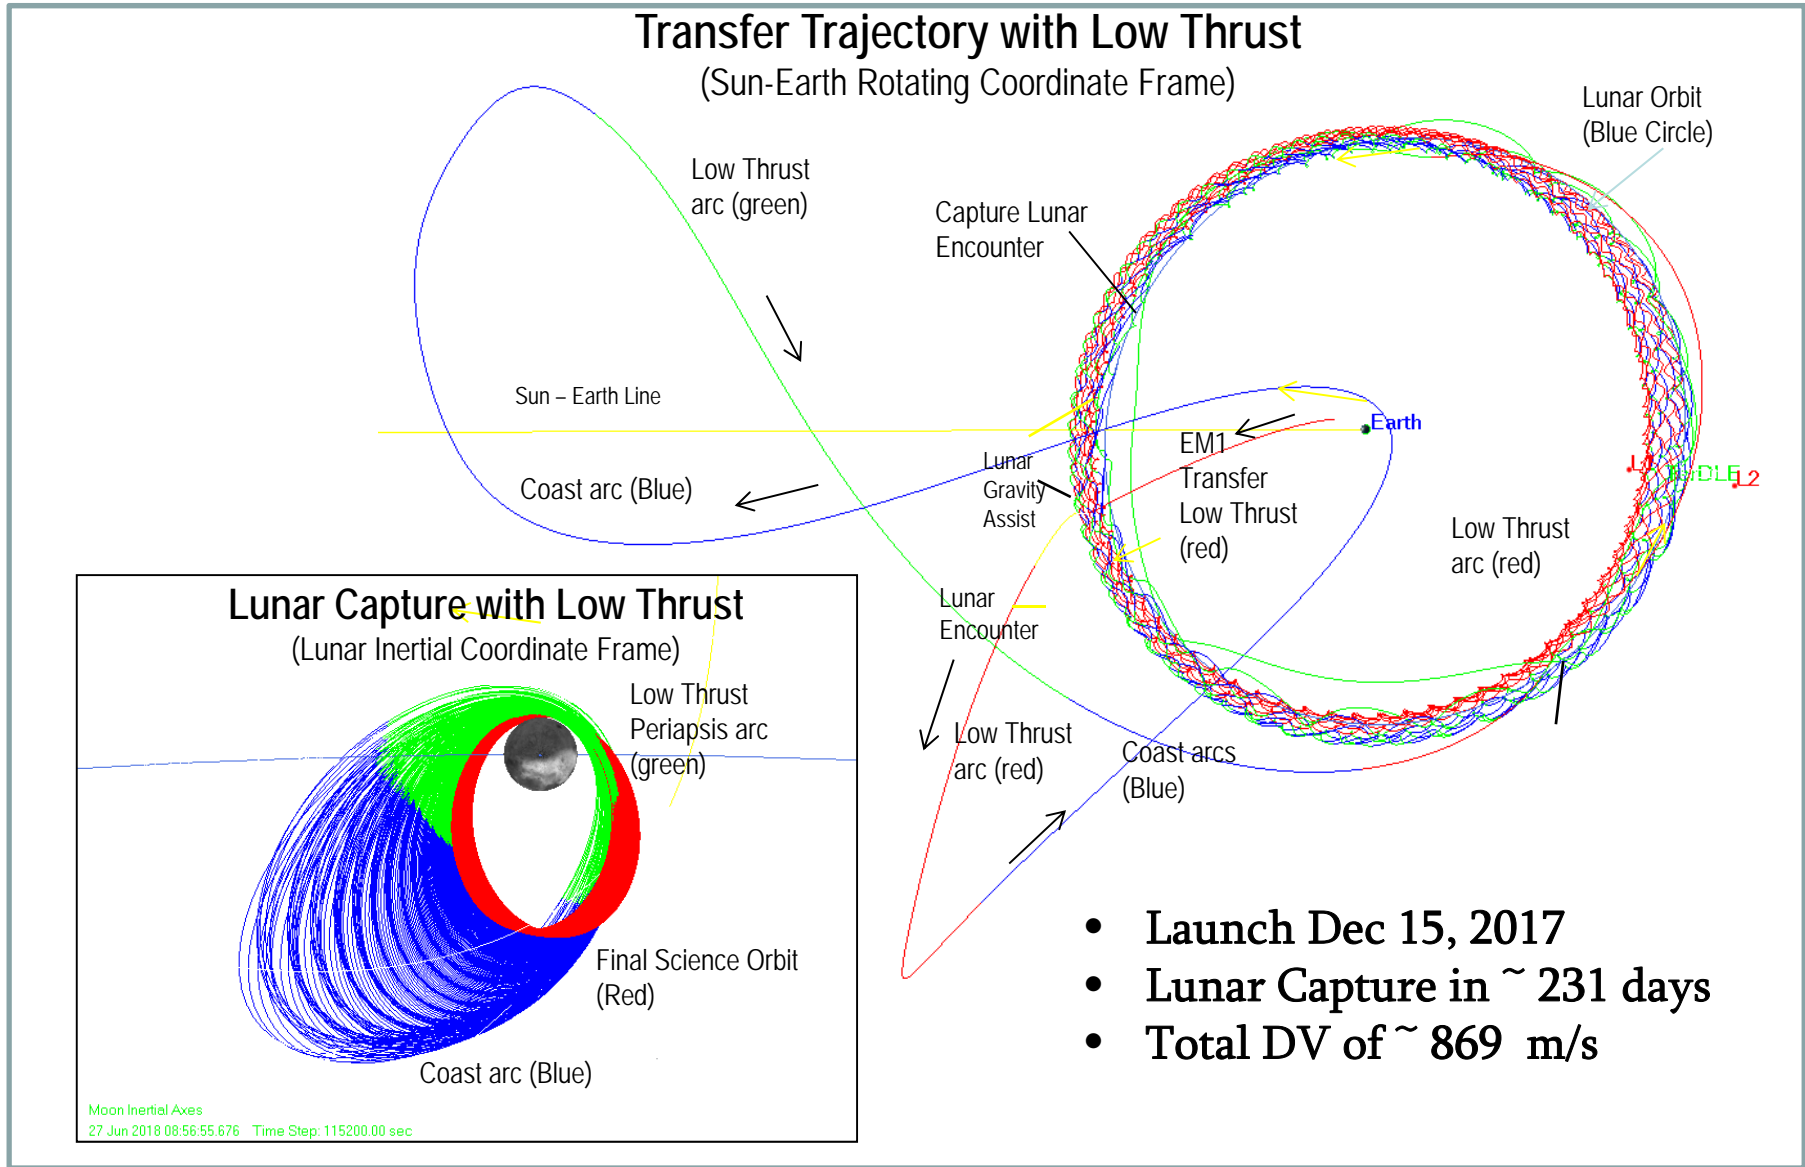 Transfer Trajectory with Low Thrust
(Sun-Earth Rotating Coordinate Frame)
Lunar Orbit
(Blue Circle)
Low Thrust
arc (green)
Capture Lunar
Encounter
Sun – Earth Line
Earth
EM1
Transfer
Low Thrust
(red)
Lunar
Gravity
Assist
Coast arc (Blue)
L1
L2
Low Thrust
arc (red)
Lunar
Encounter
Low Thrust
arc (red)
Coast arcs
(Blue)
Lunar Capture with Low Thrust
(Lunar Inertial Coordinate Frame)
Low Thrust
Periapsis arc
(green)
Final Science Orbit
(Red)
Coast arc (Blue)
Moon Inertial Axes
27 Jun 2018 08:56:55.676 Time Step: 115200.00 sec
• Launch Dec 15, 2017
• Lunar Capture in ~ 231 days
• Total DV of ~ 869 m/s